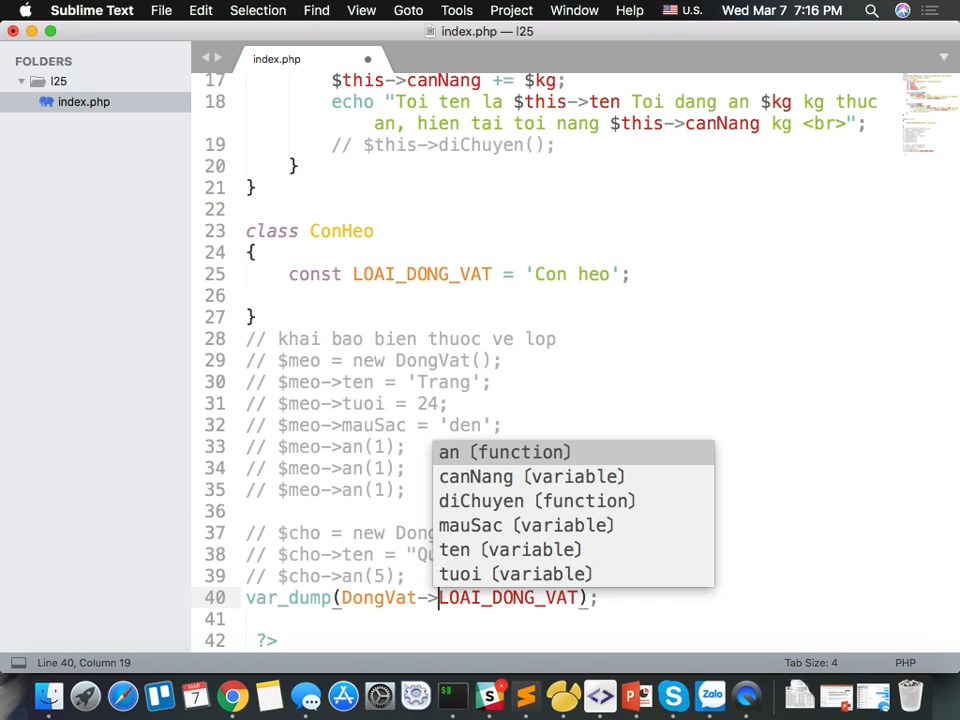 Sublime Text File Edit Selection Find View Goto Tools Project Window Help U.S. Wed Mar 7 7:16 PM
index.php — l25
FOLDERS
l25
index.php
index.php
17 $this->canNang += $kg;
18 echo "Toi ten la $this->ten Toi dang an $kg kg thuc
an, hien tai toi nang $this->canNang kg <br>";
19 // $this->diChuyen();
20 }
21 }
22
23 class ConHeo
24 {
25 const LOAI_DONG_VAT = 'Con heo';
26
27 }
28 // khai bao bien thuoc ve lop
29 // $meo = new DongVat();
30 // $meo->ten = 'Trang';
31 // $meo->tuoi = 24;
32 // $meo->mauSac = 'den';
33 // $meo->an(1);
34 // $meo->an(1);
35 // $meo->an(1);
36
37 // $cho = new Dong
38 // $cho->ten = "Qu
39 // $cho->an(5);
40 var_dump(DongVat->LOAI_DONG_VAT);
41
42 ?>
an (function)
canNang (variable)
diChuyen (function)
mauSac (variable)
ten (variable)
tuoi (variable)
Line 40, Column 19 Tab Size: 4 PHP
MAR
7
Zalo